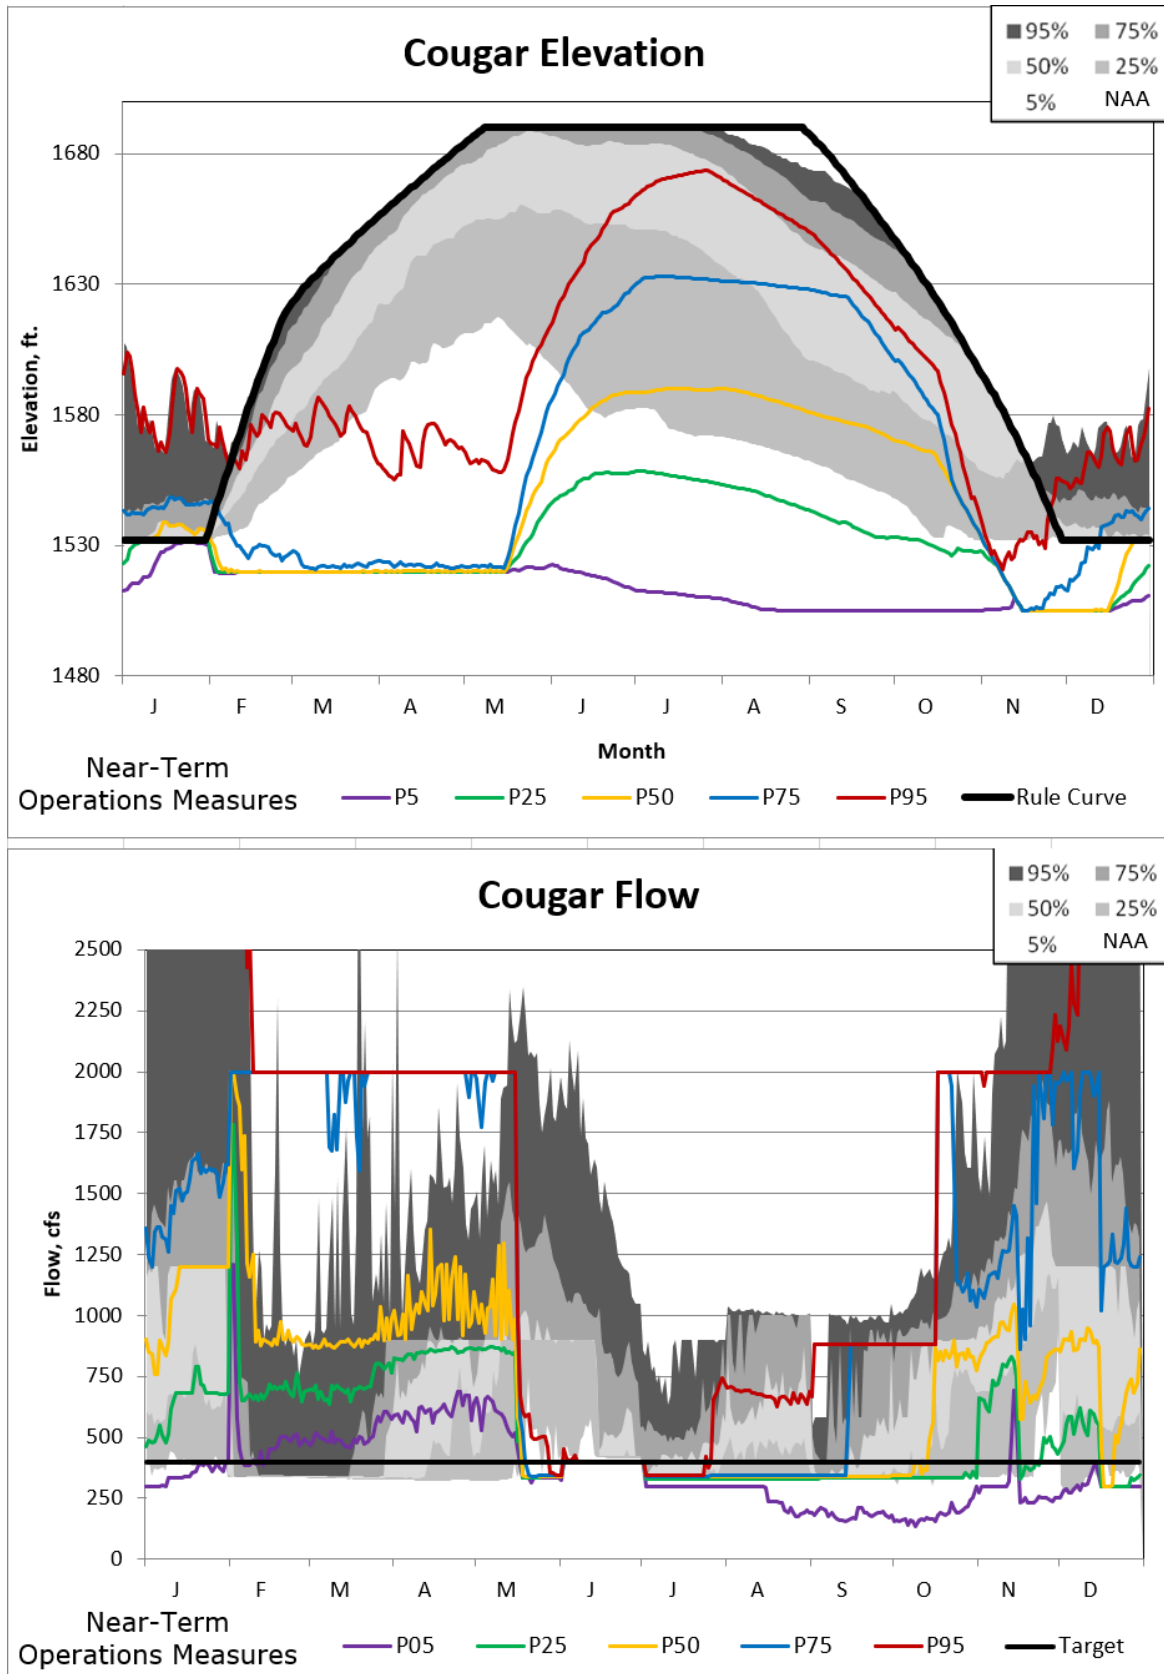 Cougar Elevation
95% 75%
50% 25%
5% NAA
1680
1630
1580
1530
1480
Elevation, ft.
J F M A M J J A S O N D
Month
Near-Term
Operations Measures
P5 P25 P50 P75 P95 Rule Curve
Cougar Flow
95% 75%
50% 25%
5% NAA
2500
2250
2000
1750
1500
1250
1000
750
500
250
0
Flow, cfs
J F M A M J J A S O N D
Near-Term
Operations Measures
P05 P25 P50 P75 P95 Target